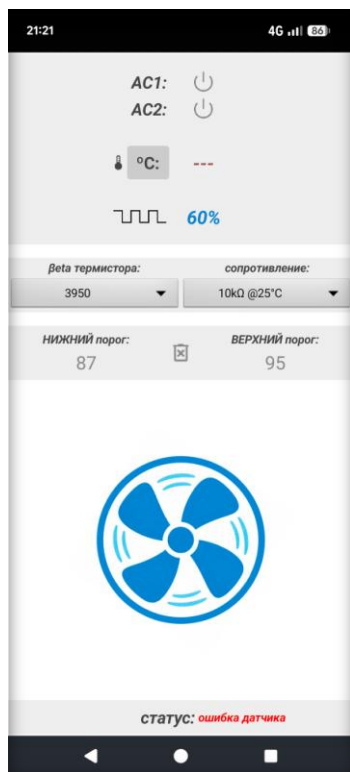 21:21 4G 86
AC1:
AC2:
°C: ---
60%
βeta термистора: сопротивление:
3950 10kΩ @25°C
НИЖНИЙ порог: ВЕРХНИЙ порог:
87 95
статус: ошибка датчика